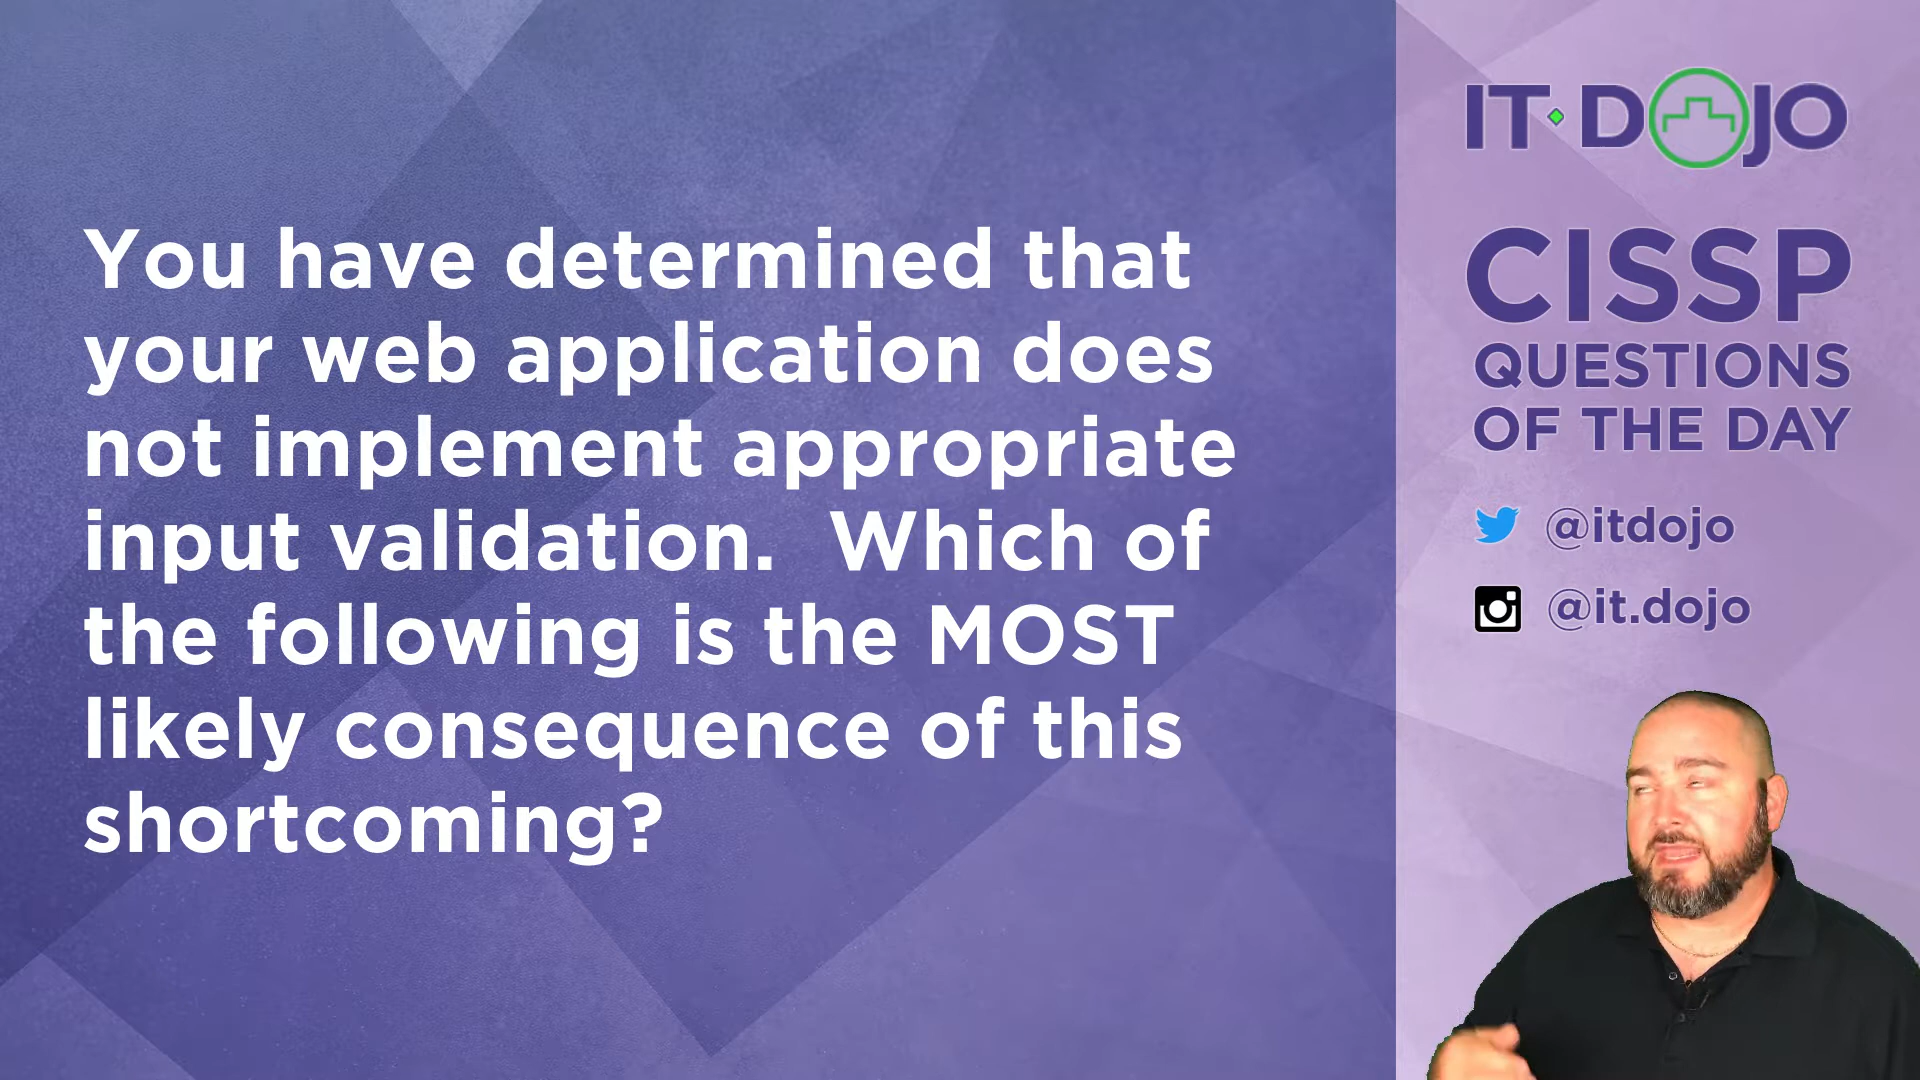 You have determined that
your web application does
not implement appropriate
input validation.  Which of
the following is the MOST
likely consequence of this
shortcoming?
IT DOJO
CISSP
QUESTIONS
OF THE DAY
@itdojo
@it.dojo